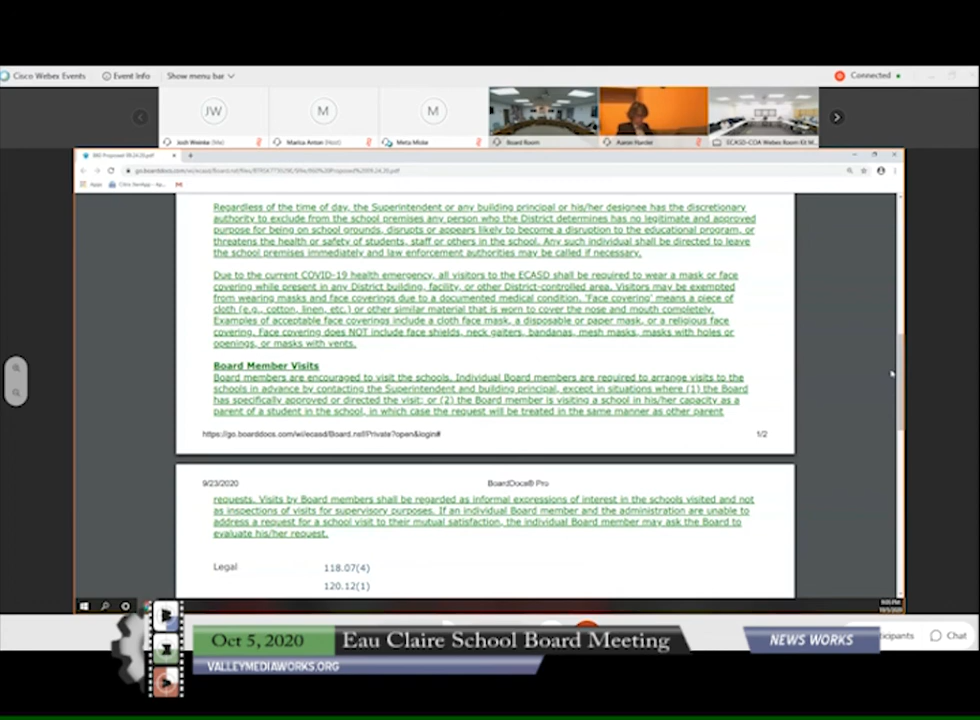 Cisco Webex Events
Event Info
Show menu bar
Connected
JW
M
M
Josh Weinke (Me)
Marica Anton (Host)
Meta Miske
Board Room
Aaron Harder
ECASD-COA Webex Room Kit M...
Apps
Regardless of the time of day, the Superintendent or any building principal or his/her designee has the discretionary
authority to exclude from the school premises any person who the District determines has no legitimate and approved
purpose for being on school grounds, disrupts or appears likely to become a disruption to the educational program, or
threatens the health or safety of students, staff or others in the school. Any such individual shall be directed to leave
the school premises immediately and law enforcement authorities may be called if necessary.
Due to the current COVID-19 health emergency, all visitors to the ECASD shall be required to wear a mask or face
covering while present in any District building, facility, or other District-controlled area. Visitors may be exempted
from wearing masks and face coverings due to a documented medical condition. 'Face covering' means a piece of
cloth (e.g., cotton, linen, etc.) or other similar material that is worn to cover the nose and mouth completely.
Examples of acceptable face coverings include a cloth face mask, a disposable or paper mask, or a religious face
covering. Face covering does NOT include face shields, neck gaiters, bandanas, mesh masks, masks with holes or
openings, or masks with vents.
Board Member Visits
Board members are encouraged to visit the schools. Individual Board members are required to arrange visits to the
schools in advance by contacting the Superintendent and building principal, except in situations where (1) the Board
has specifically approved or directed the visit; or (2) the Board member is visiting a school in his/her capacity as a
parent of a student in the school, in which case the request will be treated in the same manner as other parent
https://go.boarddocs.com/wi/ecasd/Board.nsf/Private?open&login#
1/2
9/23/2020
BoardDocs® Pro
requests. Visits by Board members shall be regarded as informal expressions of interest in the schools visited and not
as inspections of visits for supervisory purposes. If an individual Board member and the administration are unable to
address a request for a school visit to their mutual satisfaction, the individual Board member may ask the Board to
evaluate his/her request.
Legal
118.07(4)
120.12(1)
Chat
Oct 5, 2020
Eau Claire School Board Meeting
NEWS WORKS
VALLEYMEDIAWORKS.ORG